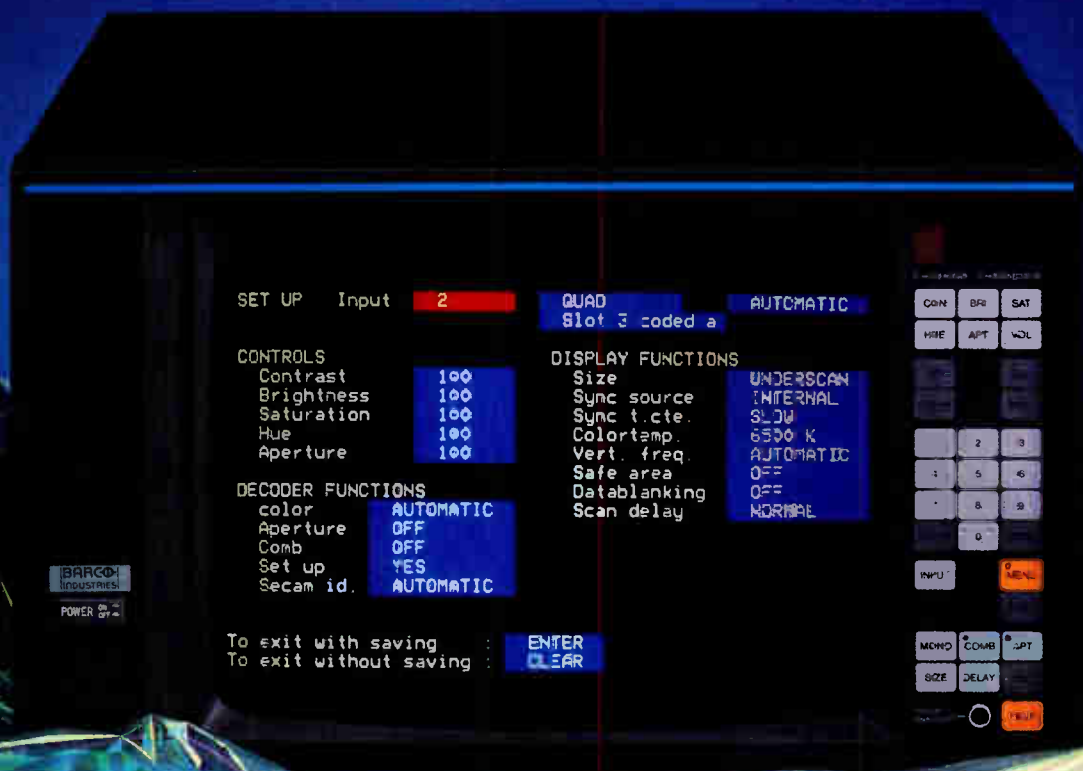 SET UP Input 2 QUAD AUTOMATIC
Slot 3 coded a
CONTROLS
Contrast 100
Brightness 100
Saturation 100
Hue 100
Aperture 100
DECODER FUNCTIONS
color AUTOMATIC
Aperture OFF
Comb OFF
Set up YES
Secam id. AUTOMATIC
DISPLAY FUNCTIONS
Size UNDERSCAN
Sync source INTERNAL
Sync t.cte. SLOW
Colortemp. 6500 K
Vert. freq. AUTOMATIC
Safe area OFF
Datablanking OFF
Scan delay NORMAL
To exit with saving : ENTER
To exit without saving : CLEAR
BARCO
INDUSTRIES
POWER ON
OFF
CON BRI SAT
HUE APT VOL
2 3
4 5 6
8 9
0
INPUT MENU
MONO COMB APT
SIZE DELAY